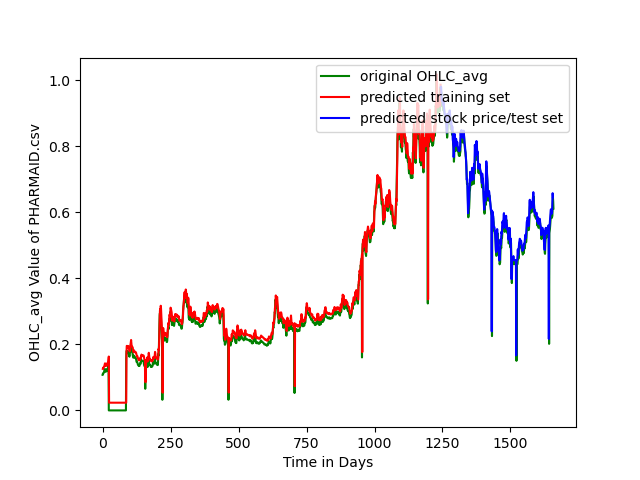 original OHLC_avg
predicted training set
predicted stock price/test set
OHLC_avg Value of PHARMAID.csv
1.0
0.8
0.6
0.4
0.2
0.0
0 250 500 750 1000 1250 1500
Time in Days